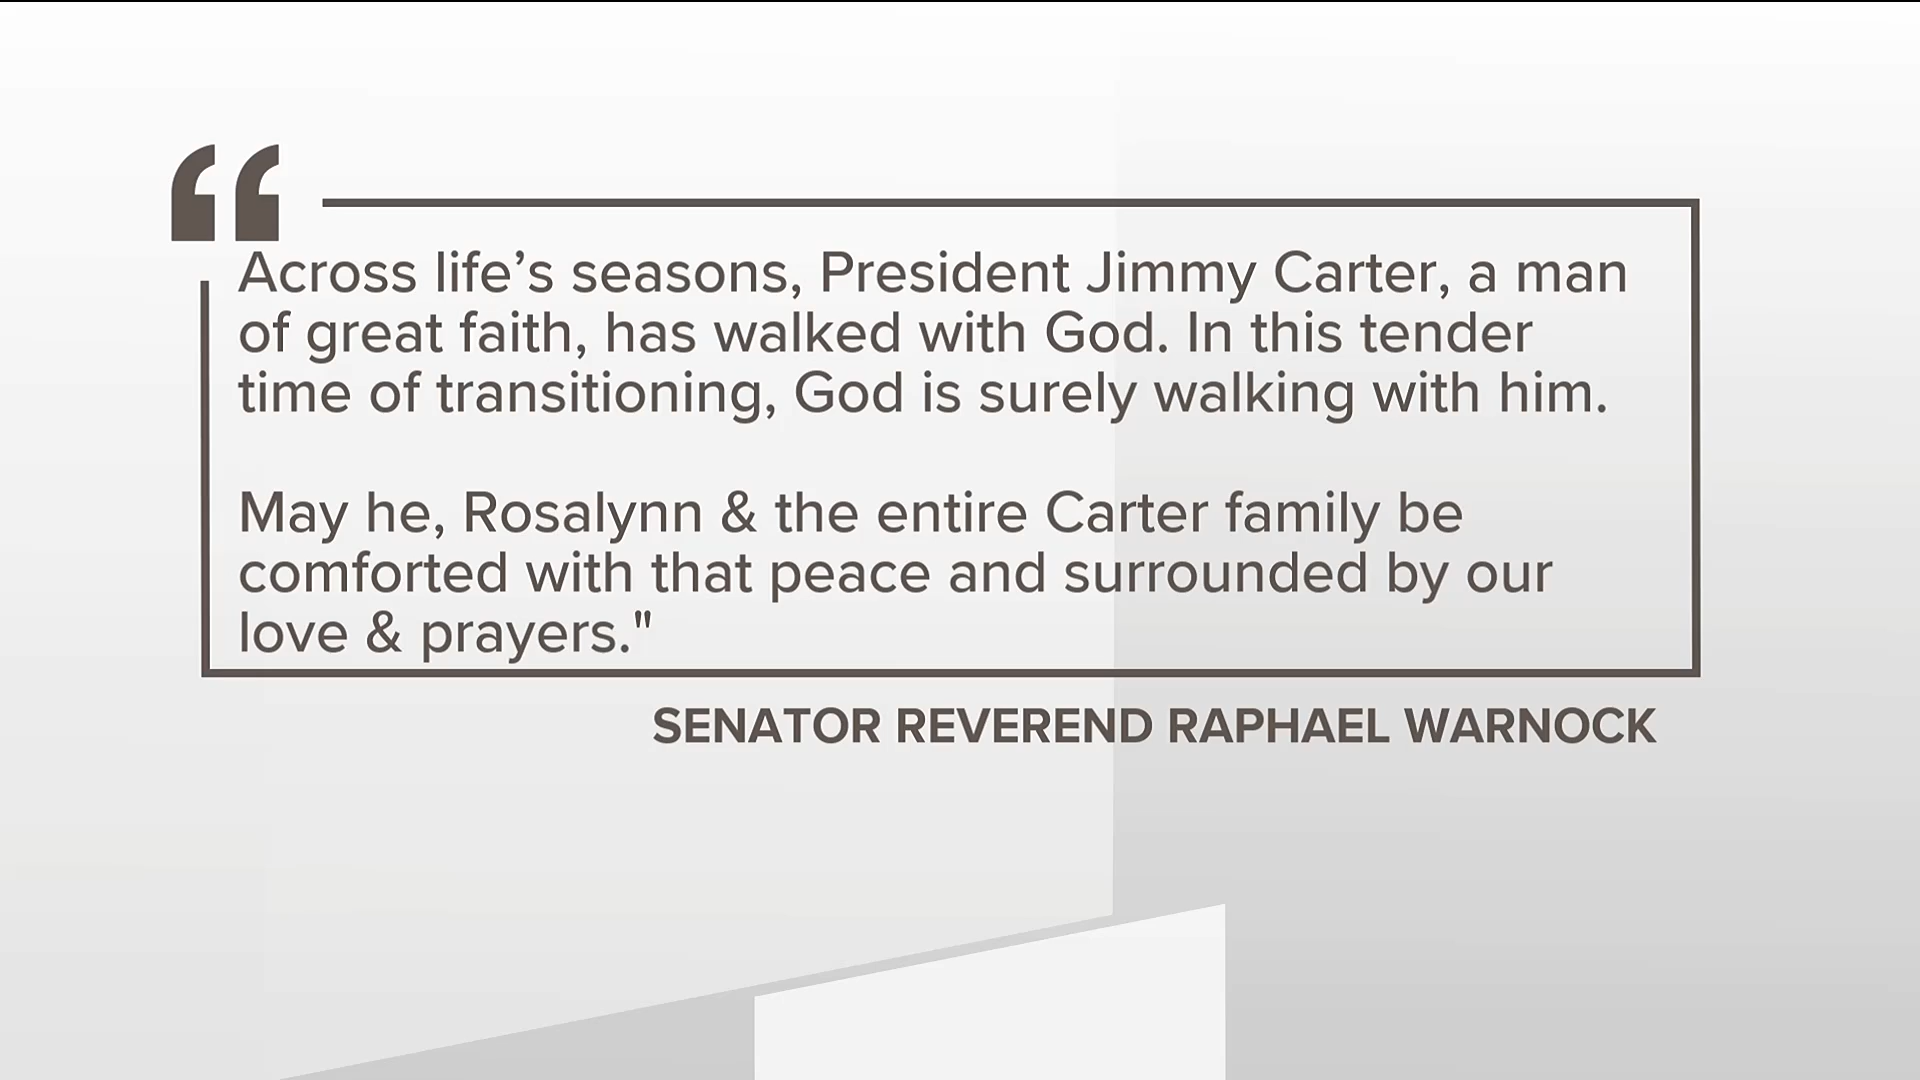 “
Across life’s seasons, President Jimmy Carter, a man
of great faith, has walked with God. In this tender
time of transitioning, God is surely walking with him.
May he, Rosalynn & the entire Carter family be
comforted with that peace and surrounded by our
love & prayers."
SENATOR REVEREND RAPHAEL WARNOCK